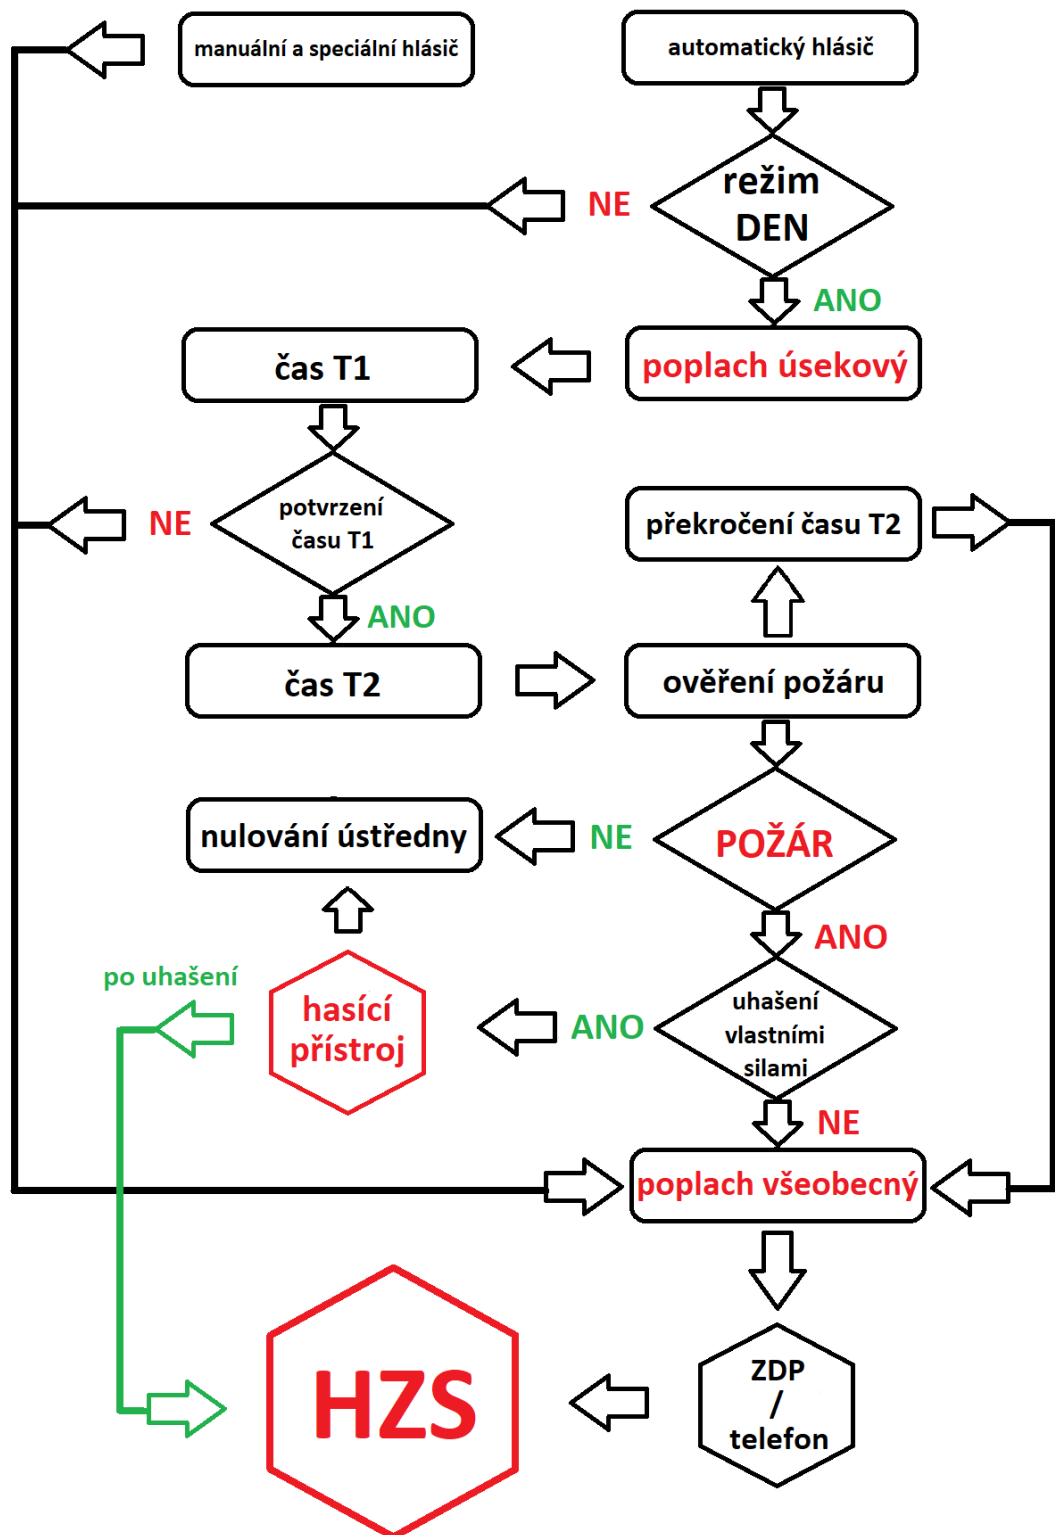 manuální a speciální hlásič
automatický hlásič
režim
DEN
NE
ANO
čas T1
poplach úsekový
potvrzení
času T1
NE
překročení času T2
ANO
čas T2
ověření požáru
nulování ústředny
NE
POŽÁR
ANO
po uhašení
hasící
přístroj
ANO
uhašení
vlastními
silami
NE
poplach všeobecný
HZS
ZDP
/
telefon